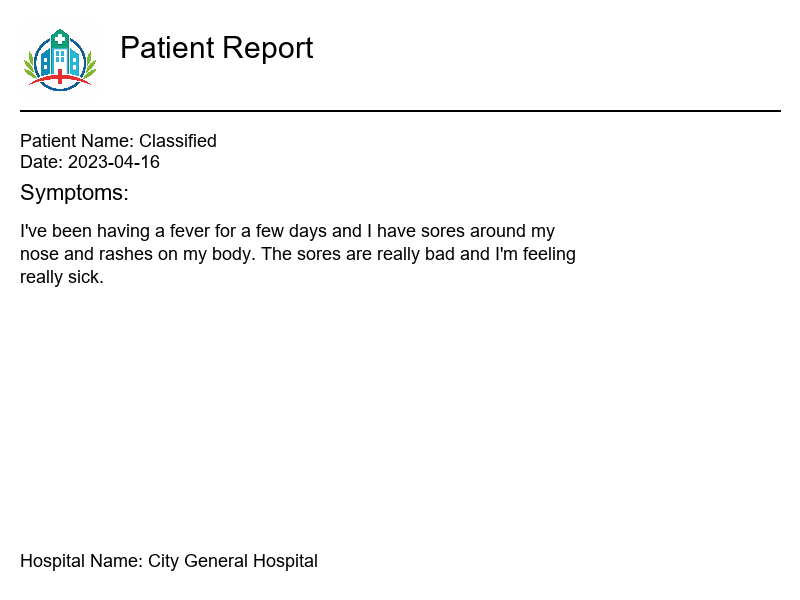 Patient Report
Patient Name: Classified
Date: 2023-04-16
Symptoms:
I've been having a fever for a few days and I have sores around my
nose and rashes on my body. The sores are really bad and I'm feeling
really sick.
Hospital Name: City General Hospital